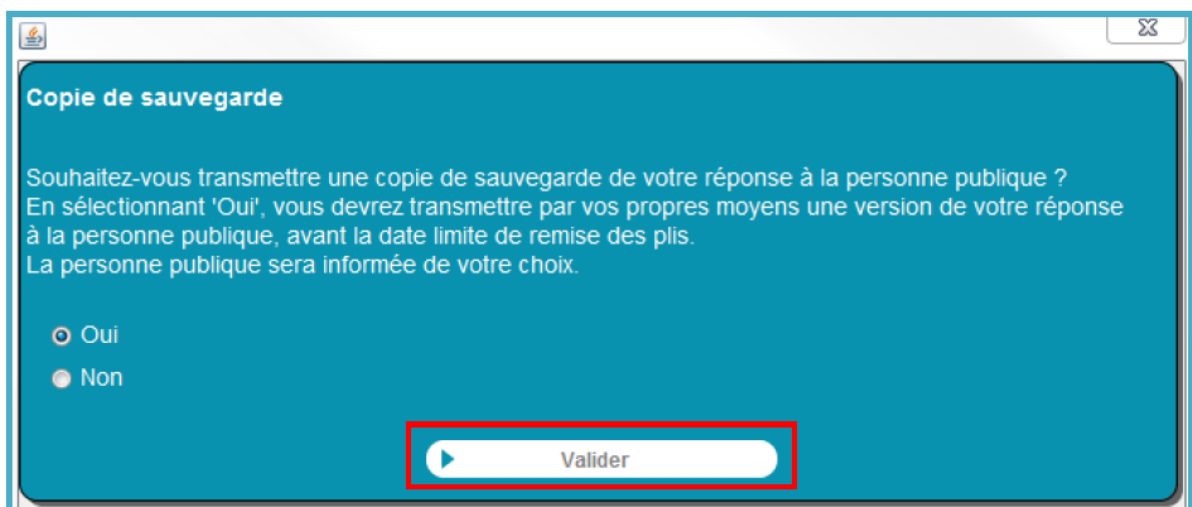 Copie de sauvegarde
Souhaitez-vous transmettre une copie de sauvegarde de votre réponse à la personne publique ?
En sélectionnant 'Oui', vous devrez transmettre par vos propres moyens une version de votre réponse
à la personne publique, avant la date limite de remise des plis.
La personne publique sera informée de votre choix.
Oui
Non
Valider